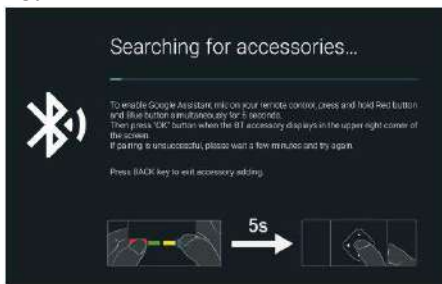 Searching for accessories...
To enable Google Assistant mic on your remote control, press and hold Red button
and Blue button simultaneously for 5 seconds.
Then press "OK" button when the BT accessory displays in the upper right corner of
the screen.
If pairing is unsuccessful, please wait a few minutes and try again.
Press BACK key to exit accessory adding.
5s